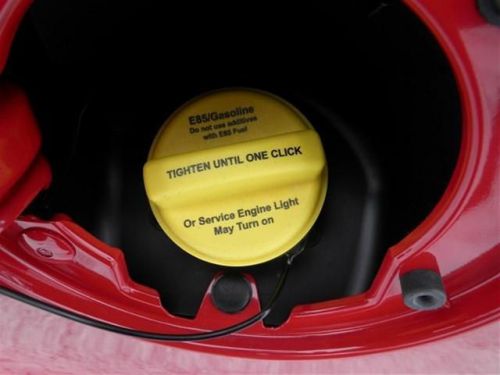 E85/Gasoline
Do not use additives
with E85 Fuel
TIGHTEN UNTIL ONE CLICK
Or Service Engine Light
May Turn on